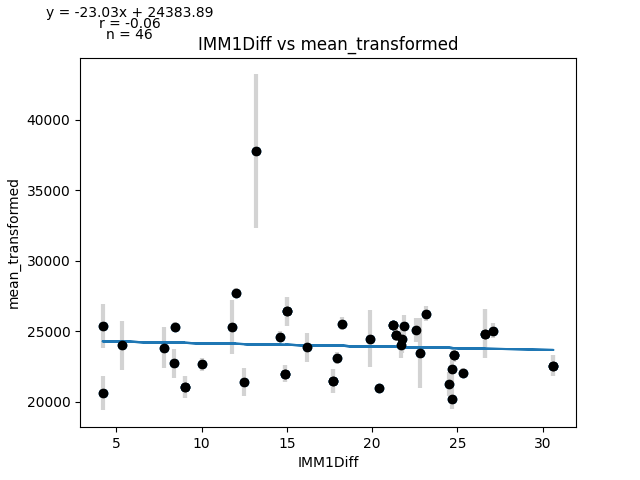 y = -23.03x + 24383.89
r = -0.06
n = 46
IMM1Diff vs mean_transformed
mean_transformed
40000
35000
30000
25000
20000
5 10 15 20 25 30
IMM1Diff